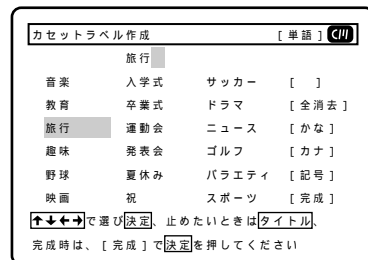 カセットラベル作成 [単語] CM
旅行
音楽 入学式 サッカー [ ]
教育 卒業式 ドラマ [全消去]
旅行 運動会 ニュース [かな]
趣味 発表会 ゴルフ [カナ]
野球 夏休み バラエティ [記号]
映画 祝 スポーツ [完成]
↑↓←→で選び決定、止めたいときはタイトル、
完成時は、[完成]で決定を押してください